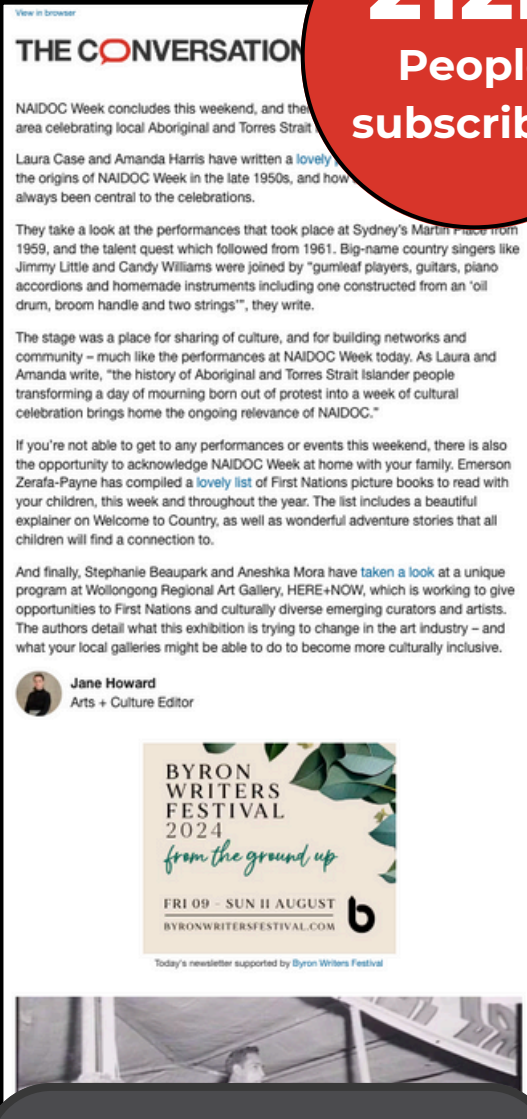 View in browser
Peopl
subscrib
THE CONVERSATION
NAIDOC Week concludes this weekend, and
area celebrating local Aboriginal and Torres Strait
Laura Case and Amanda Harris have written a lovely
the origins of NAIDOC Week in the late 1950s, and how
always been central to the celebrations.
They take a look at the performances that took place at Sydney's Martin Place from
1959, and the talent quest which followed from 1961. Big-name country singers like
Jimmy Little and Candy Williams were joined by "gumleaf players, guitars, piano
accordions and homemade instruments including one constructed from an 'oil
drum, broom handle and two strings'", they write.
The stage was a place for sharing of culture, and for building networks and
community – much like the performances at NAIDOC Week today. As Laura and
Amanda write, "the history of Aboriginal and Torres Strait Islander people
transforming a day of mourning born out of protest into a week of cultural
celebration brings home the ongoing relevance of NAIDOC."
If you're not able to get to any performances or events this weekend, there is also
the opportunity to acknowledge NAIDOC Week at home with your family. Emerson
Zerafa-Payne has compiled a lovely list of First Nations picture books to read with
your children, this week and throughout the year. The list includes a beautiful
explainer on Welcome to Country, as well as wonderful adventure stories that all
children will find a connection to.
And finally, Stephanie Beaupark and Aneshka Mora have taken a look at a unique
program at Wollongong Regional Art Gallery, HERE+NOW, which is working to give
opportunities to First Nations and culturally diverse emerging curators and artists.
The authors detail what this exhibition is trying to change in the art industry – and
what your local galleries might be able to do to become more culturally inclusive.
Jane Howard
Arts + Culture Editor
BYRON
WRITERS
FESTIVAL
2024
from the ground up
FRI 09 - SUN 11 AUGUST
BYRONWRITERSFESTIVAL.COM
b
Today's newsletter supported by Byron Writers Festival